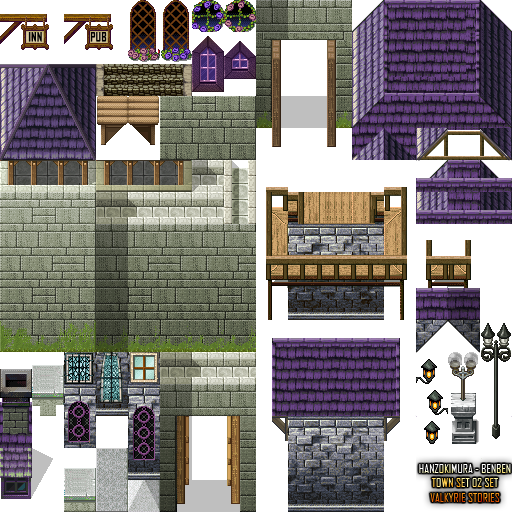 INN
PUB
HANZOKIMURA - BENBEN
TOWN SET 02 SET
VALKYRIE STORIES